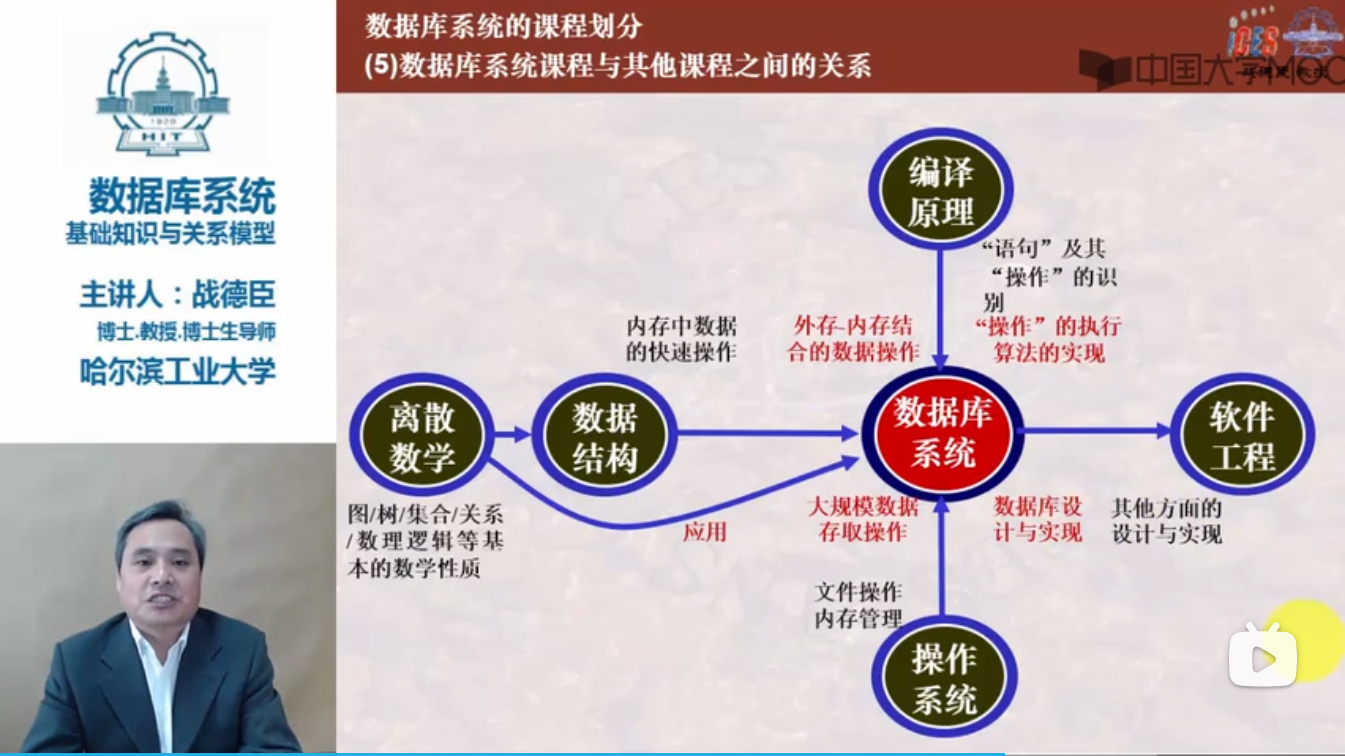 1920
HIT
数据库系统
基础知识与关系模型
主讲人：战德臣
博士.教授.博士生导师
哈尔滨工业大学
数据库系统的课程划分
(5)数据库系统课程与其他课程之间的关系
ICES
中国大学MOOC
编译
原理
“语句”及其
“操作”的识
别
“操作”的执行
算法的实现
内存中数据
的快速操作
外存-内存结
合的数据操作
离散
数学
数据
结构
数据库
系统
软件
工程
图/树/集合/关系
/数理逻辑等基
本的数学性质
应用
大规模数据
存取操作
数据库设
计与实现
其他方面的
设计与实现
文件操作
内存管理
操作
系统